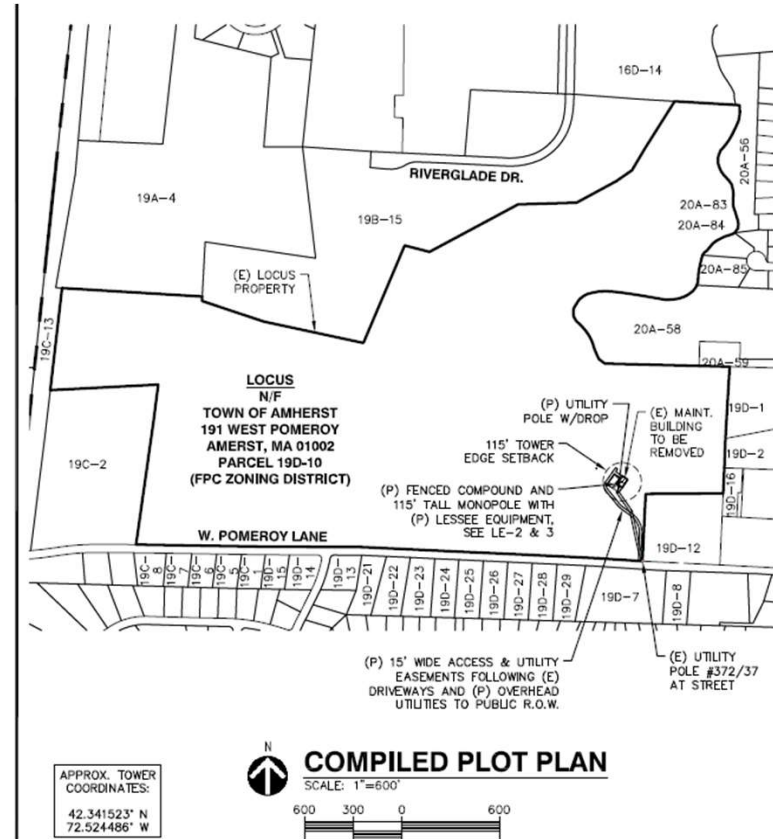 16D-14
20A-56
RIVERGLADE DR.
19A-4
19B-15
20A-83
20A-84
(E) LOCUS
PROPERTY
20A-85
19C-13
20A-58
20A-59
LOCUS
N/F
TOWN OF AMHERST
191 WEST POMEROY
AMERST, MA 01002
PARCEL 19D-10
(FPC ZONING DISTRICT)
19C-2
(P) UTILITY
POLE W/DROP
(E) MAINT.
BUILDING
TO BE
REMOVED
19D-1
19D-2
19D-16
115' TOWER
EDGE SETBACK
(P) FENCED COMPOUND AND
115' TALL MONOPOLE WITH
(P) LESSEE EQUIPMENT,
SEE LE-2 & 3
W. POMEROY LANE
19D-12
19C-
8
19C-
6
19C-
5
19C-
1
19D-
15
19D-
14
19D-
13
19D-21
19D-22
19D-23
19D-24
19D-25
19D-26
19D-27
19D-28
19D-29
19D-7
19D-8
(P) 15' WIDE ACCESS & UTILITY
EASEMENTS FOLLOWING (E)
DRIVEWAYS AND (P) OVERHEAD
UTILITIES TO PUBLIC R.O.W.
(E) UTILITY
POLE #372/37
AT STREET
APPROX. TOWER
COORDINATES:
42.341523° N
72.524486° W
N
COMPILED PLOT PLAN
SCALE: 1"=600'
600 300 0 600